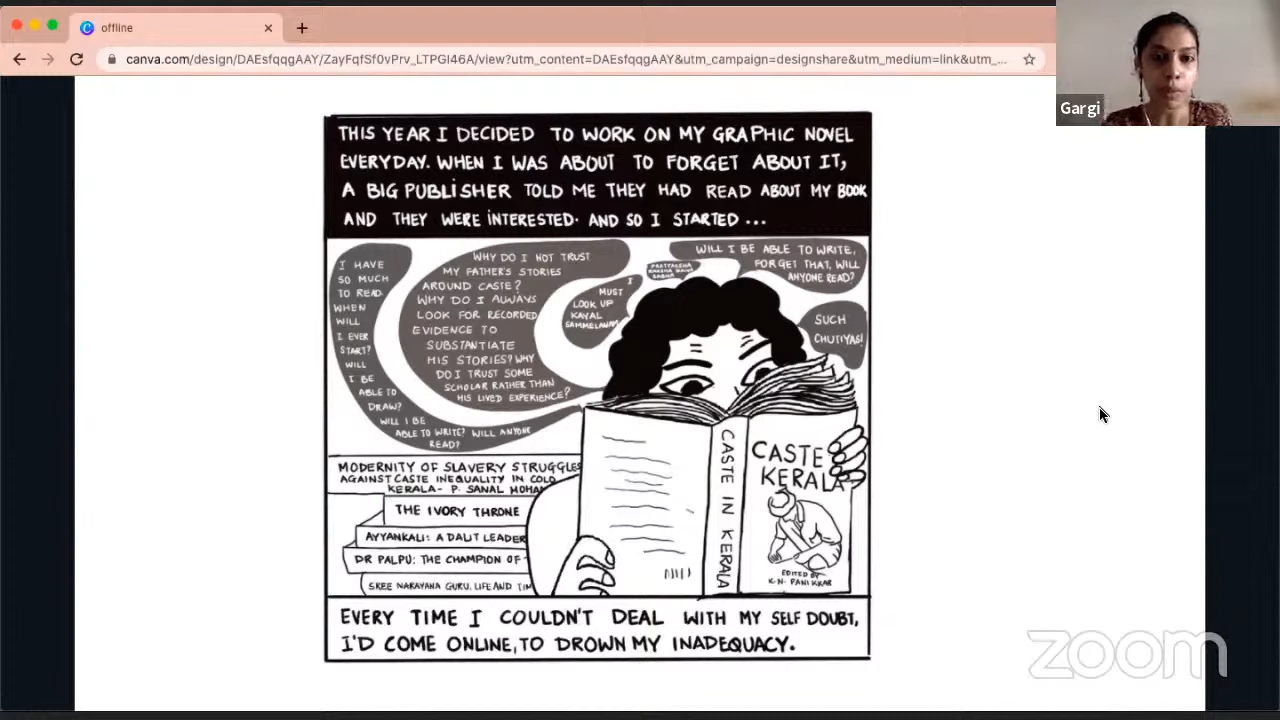 offline
canva.com/design/DAEsfqqgAAY/ZayFqfSf0vPrv_LTPGI46A/view?utm_content=DAEsfqqgAAY&utm_campaign=designshare&utm_medium=link&utm_...
Gargi
THIS YEAR I DECIDED TO WORK ON MY GRAPHIC NOVEL
EVERYDAY. WHEN I WAS ABOUT TO FORGET ABOUT IT,
A BIG PUBLISHER TOLD ME THEY HAD READ ABOUT MY BOOK
AND THEY WERE INTERESTED. AND SO I STARTED ...
I HAVE
SO MUCH
TO READ
WHEN
WILL
I EVER
START?
WILL
I BE
ABLE TO
DRAW?
WILL I BE
ABLE TO WRITE? WILL ANYONE
READ?
WHY DO I NOT TRUST
MY FATHER'S STORIES
AROUND CASTE?
WHY DO I ALWAYS
LOOK FOR RECORDED
EVIDENCE TO
SUBSTANTIATE
HIS STORIES? WHY
DO I TRUST SOME
SCHOLAR RATHER THAN
HIS LIVED EXPERIENCE?
I
MUST
LOOK UP
KAYAL
SAMMELANAM
WILL I BE ABLE TO WRITE,
FORGET THAT, WILL
ANYONE READ?
SUCH
CHUTIYAS!
MODERNITY OF SLAVERY STRUGGLES
AGAINST CASTE INEQUALITY IN COLO
KERALA- P. SANAL MOHAN
THE IVORY THRONE
AYYANKALI: A DALIT LEADER
DR PALPU: THE CHAMPION OF
SREE NARAYANA GURU. LIFE AND TIM
CASTE IN KERALA
CASTE
KERALA
EDITED BY
K.N. PANIKKAR
EVERY TIME I COULDN'T DEAL WITH MY SELF DOUBT,
I'D COME ONLINE, TO DROWN MY INADEQUACY.
zoom